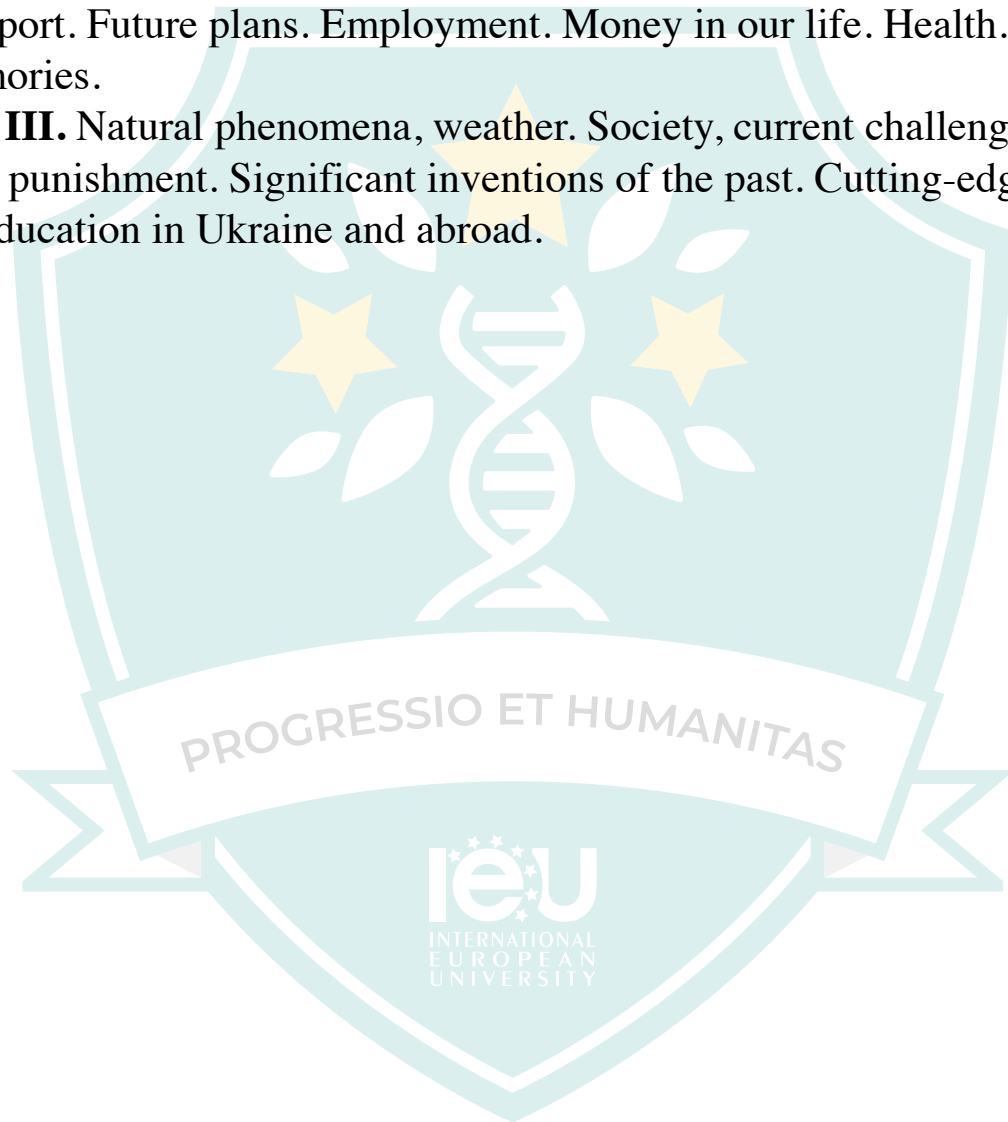 port. Future plans. Employment. Money in our life. Health.
nories.
III. Natural phenomena, weather. Society, current challeng
punishment. Significant inventions of the past. Cutting-edg
ducation in Ukraine and abroad.
PROGRESSIO ET HUMANITAS
IEU
INTERNATIONAL
EUROPEAN
UNIVERSITY